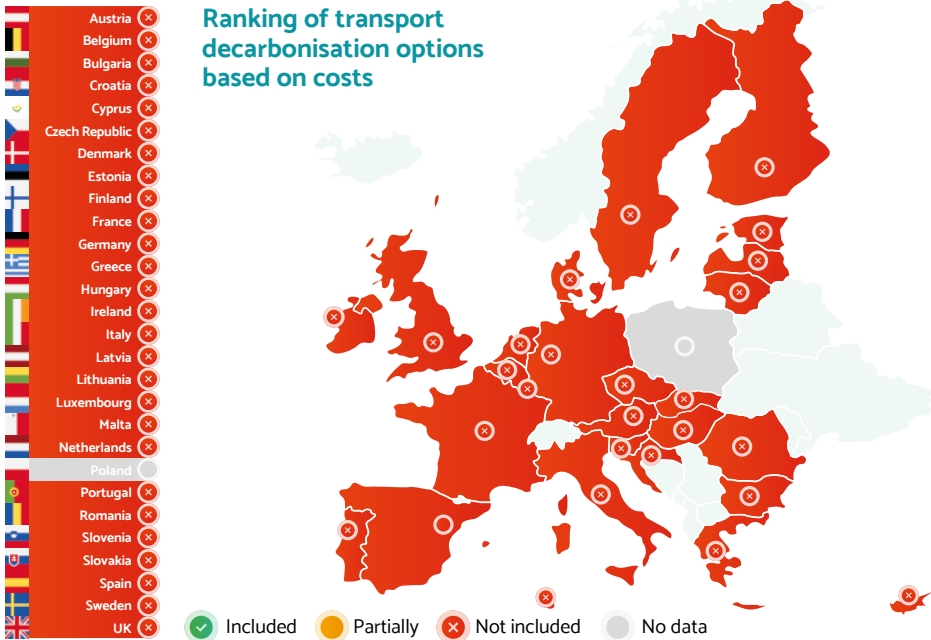 Ranking of transport
decarbonisation options
based on costs
Austria
Belgium
Bulgaria
Croatia
Cyprus
Czech Republic
Denmark
Estonia
Finland
France
Germany
Greece
Hungary
Ireland
Italy
Latvia
Lithuania
Luxembourg
Malta
Netherlands
Poland
Portugal
Romania
Slovenia
Slovakia
Spain
Sweden
UK
Included
Partially
Not included
No data